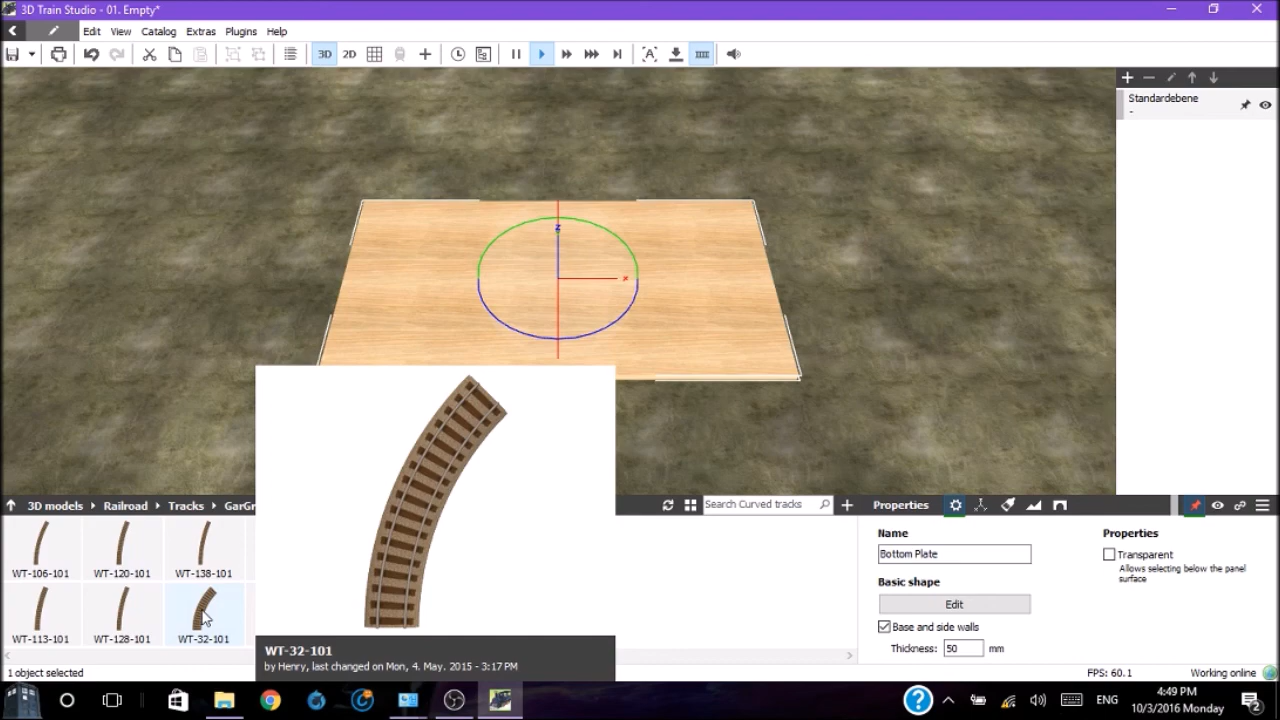 3D Train Studio - 01. Empty*
Edit View Catalog Extras Plugins Help
3D 2D
Standardebene
-
z
x
3D models Railroad Tracks GarGr
Search Curved tracks
Properties
WT-106-101 WT-120-101 WT-138-101
WT-113-101 WT-128-101 WT-32-101
WT-32-101
by Henry, last changed on Mon, 4. May. 2015 - 3:17 PM
Name
Bottom Plate
Basic shape
Edit
Base and side walls
Thickness: 50 mm
Properties
Transparent
Allows selecting below the panel
surface
1 object selected
FPS: 60.1
Working online
ENG
4:49 PM
10/3/2016 Monday
2